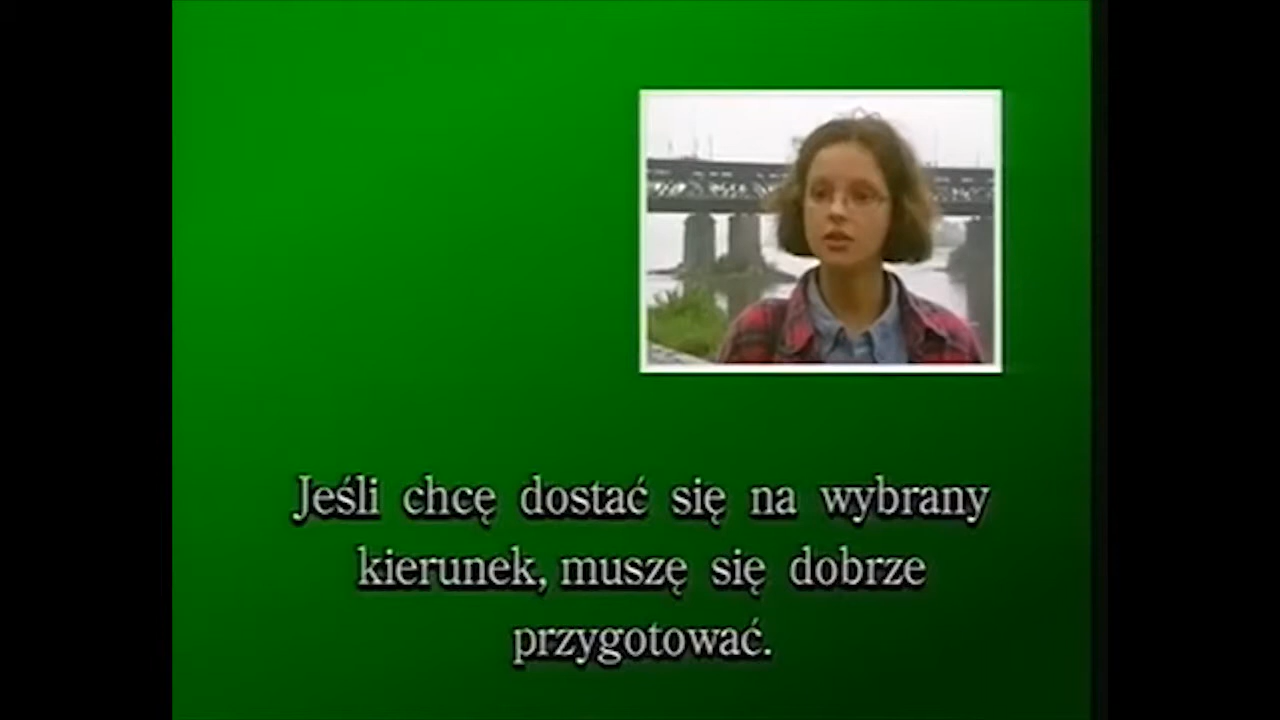 Jeśli chcę dostać się na wybrany
kierunek, muszę się dobrze
przygotować.